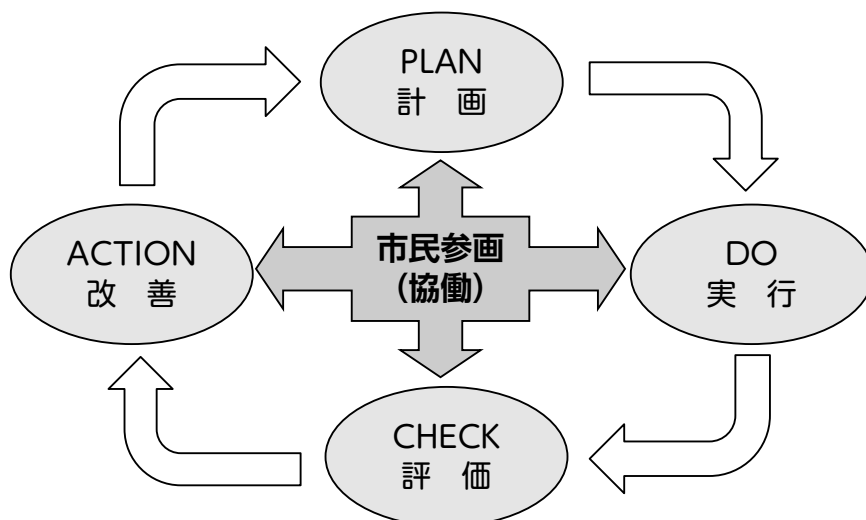 PLAN
計　画
ACTION
改　善
市民参画
（協働）
DO
実　行
CHECK
評　価